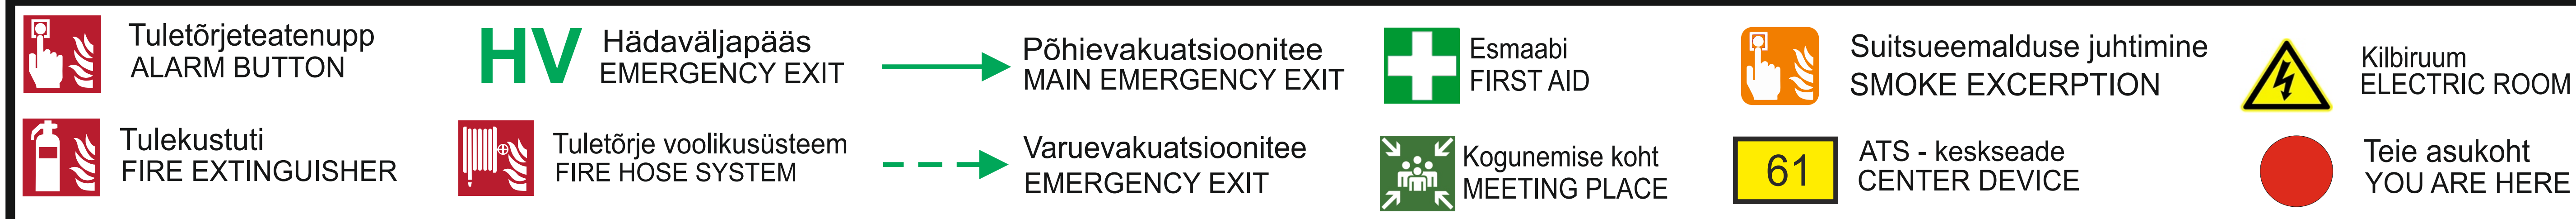 Tuletõrjeteatenupp
ALARM BUTTON
HV
Hädaväljapääs
EMERGENCY EXIT
Põhievakuatsioonitee
MAIN EMERGENCY EXIT
Esmaabi
FIRST AID
Suitsueemalduse juhtimine
SMOKE EXCERPTION
Kilbiruum
ELECTRIC ROOM
Tulekustuti
FIRE EXTINGUISHER
Tuletõrje voolikusüsteem
FIRE HOSE SYSTEM
Varuevakuatsioonitee
EMERGENCY EXIT
Kogunemise koht
MEETING PLACE
61
ATS - keskseade
CENTER DEVICE
Teie asukoht
YOU ARE HERE